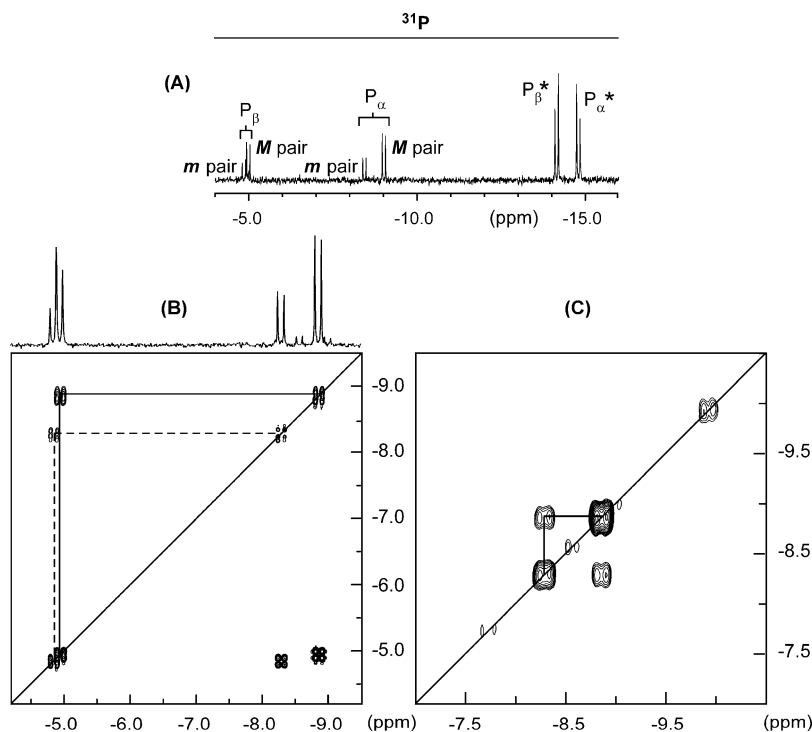 31P
(A)
Pβ
m pair
M pair
Pα
m pair
M pair
Pβ*
Pα*
-5.0 -10.0 (ppm) -15.0
(B)
(C)
-9.0
-8.0
-7.0
-6.0
-5.0
-5.0 -6.0 -7.0 -8.0 -9.0 (ppm)
-9.5
-8.5
-7.5
-7.5 -8.5 -9.5 (ppm)